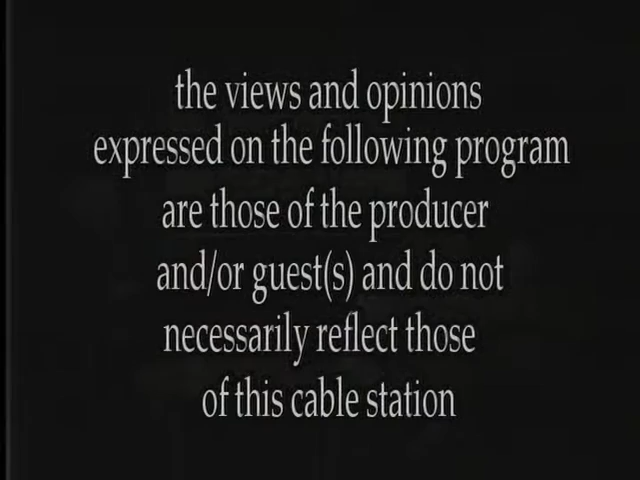 the views and opinions
expressed on the following program
are those of the producer
and/or guest(s) and do not
necessarily reflect those
of this cable station